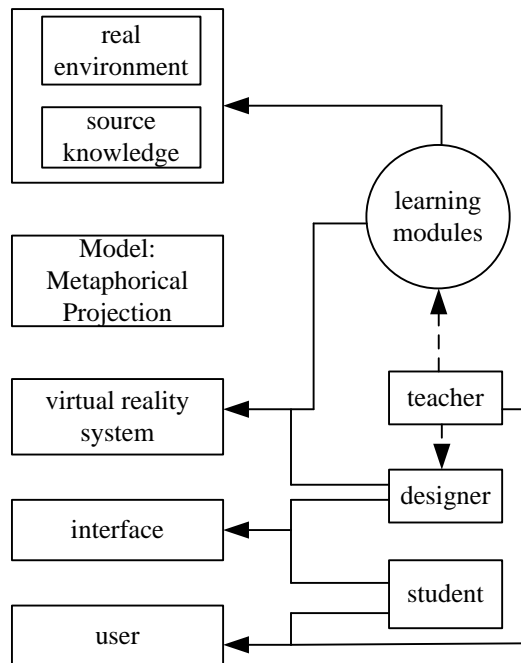 real
environment
source
knowledge
learning
modules
Model:
Metaphorical
Projection
virtual reality
system
teacher
designer
interface
student
user